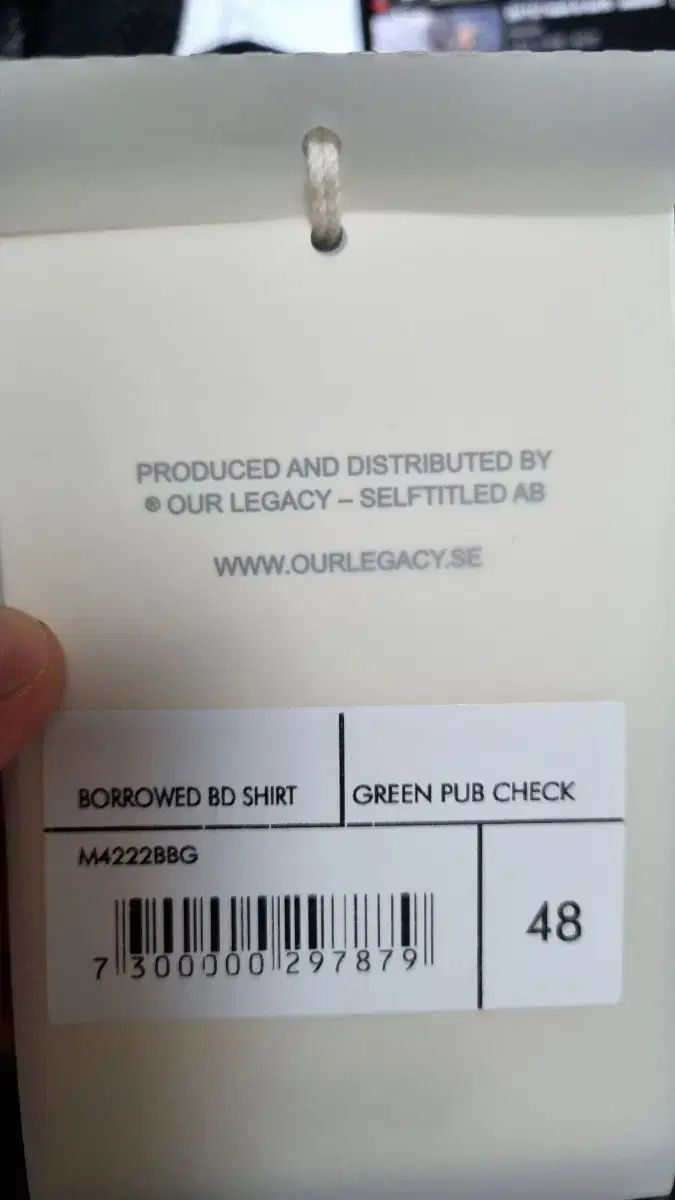 PRODUCED AND DISTRIBUTED BY
® OUR LEGACY – SELFTITLED AB
WWW.OURLEGACY.SE
BORROWED BD SHIRT
GREEN PUB CHECK
M4222BBG
48
7 300000 297879